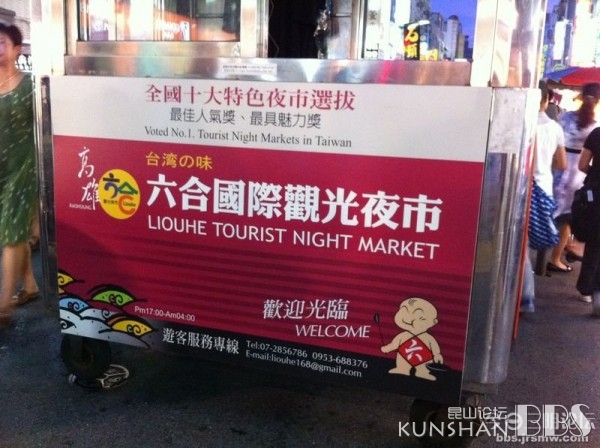 全國十大特色夜市選拔
最佳人氣獎、最具魅力獎
Voted No.1. Tourist Night Markets in Taiwan
高雄
KAOHSIUNG
台湾の味
六合國際觀光夜市
LIOUHE TOURIST NIGHT MARKET
歡迎光臨
WELCOME
Pm17:00-Am04:00
遊客服務專線
Tel:07-2856786 0953-688376
E-mail:liouhe168@gmail.com
六
昆山论坛
KUNSHAN BBS
bbs.jrsmw.com